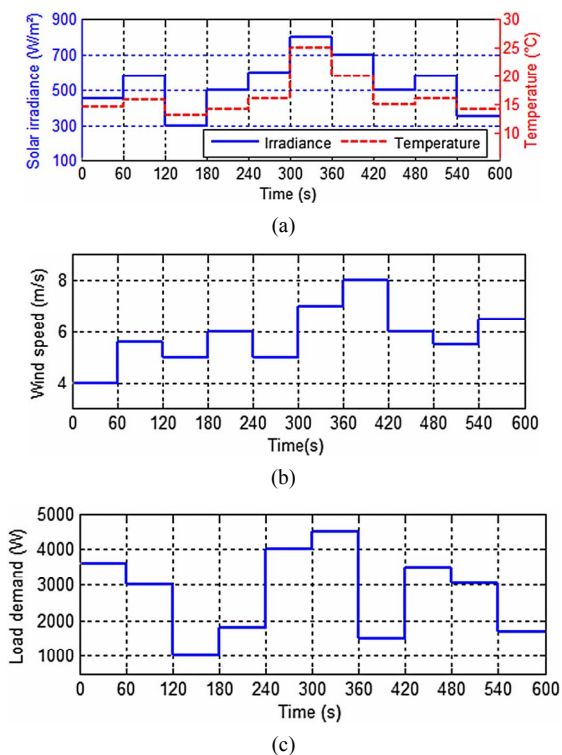 900
700
500
300
100
Solar irradiance (W/m²)
30
25
20
15
10
Temperature (°C)
Irradiance
Temperature
0 60 120 180 240 300 360 420 480 540 600
Time (s)
(a)
8
6
4
Wind speed (m/s)
0 60 120 180 240 300 360 420 480 540 600
Time(s)
(b)
5000
4000
3000
2000
1000
Load demand (W)
0 60 120 180 240 300 360 420 480 540 600
Time (s)
(c)